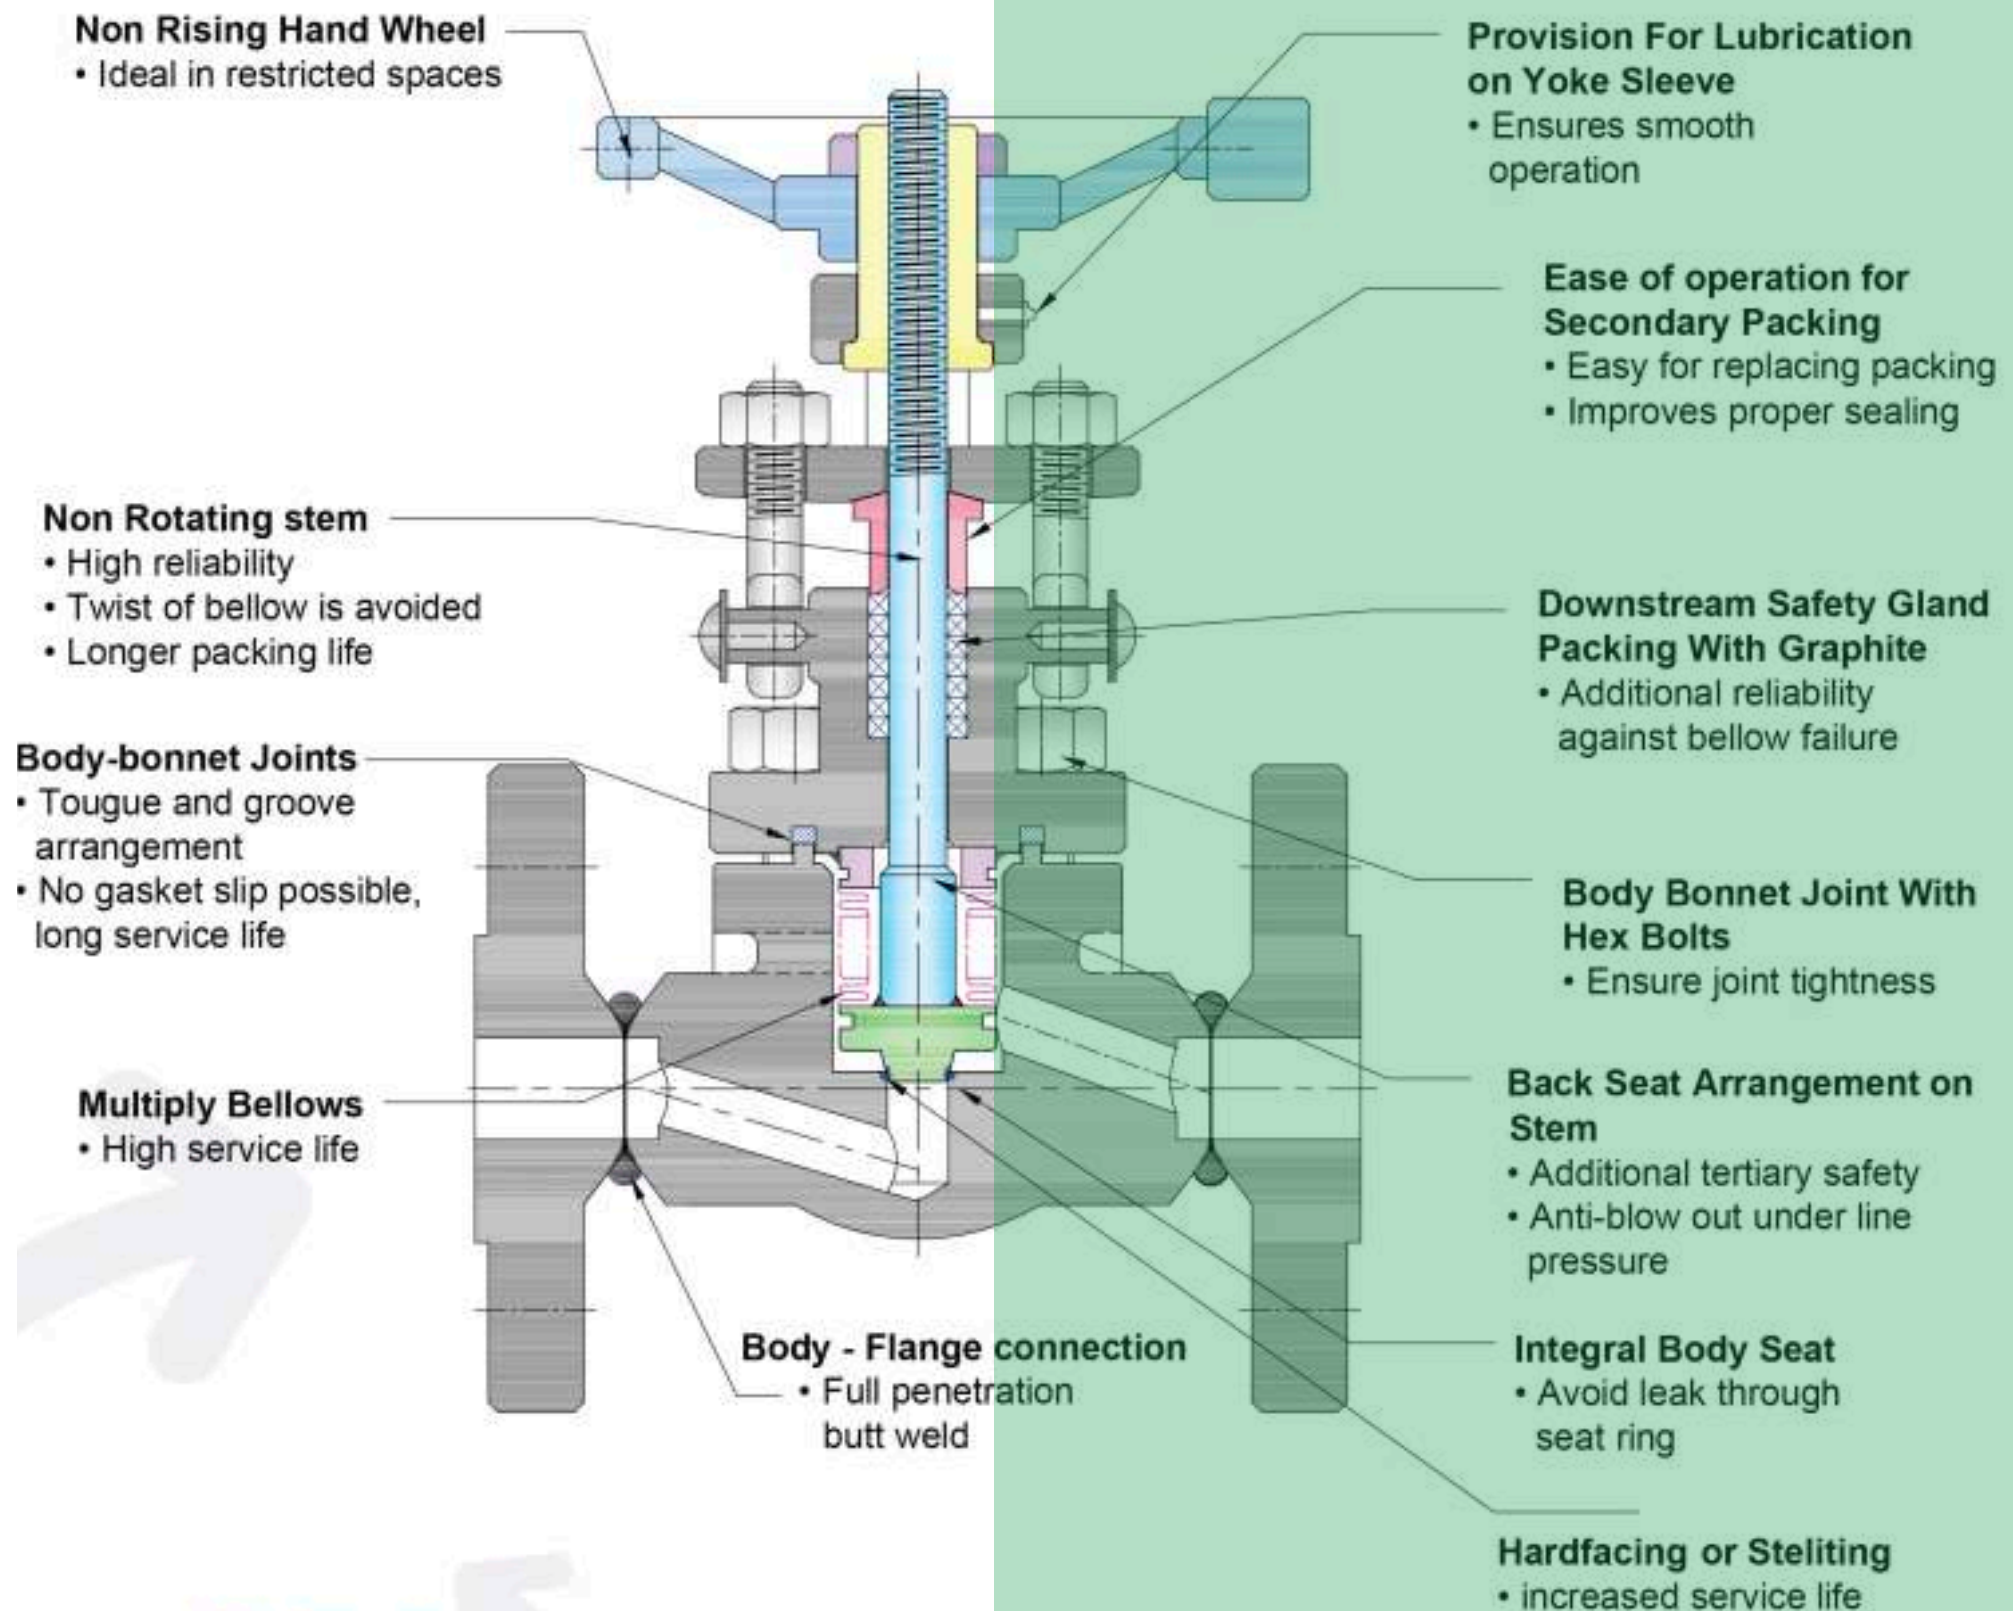 Non Rising Hand Wheel
• Ideal in restricted spaces
Non Rotating stem
• High reliability
• Twist of bellow is avoided
• Longer packing life
Body-bonnet Joints
• Tougue and groove
arrangement
• No gasket slip possible,
long service life
Multiply Bellows
• High service life
Body - Flange connection
• Full penetration
butt weld
Provision For Lubrication
on Yoke Sleeve
• Ensures smooth
operation
Ease of operation for
Secondary Packing
• Easy for replacing packing
• Improves proper sealing
Downstream Safety Gland
Packing With Graphite
• Additional reliability
against bellow failure
Body Bonnet Joint With
Hex Bolts
• Ensure joint tightness
Back Seat Arrangement on
Stem
• Additional tertiary safety
• Anti-blow out under line
pressure
Integral Body Seat
• Avoid leak through
seat ring
Hardfacing or Steliting
• increased service life